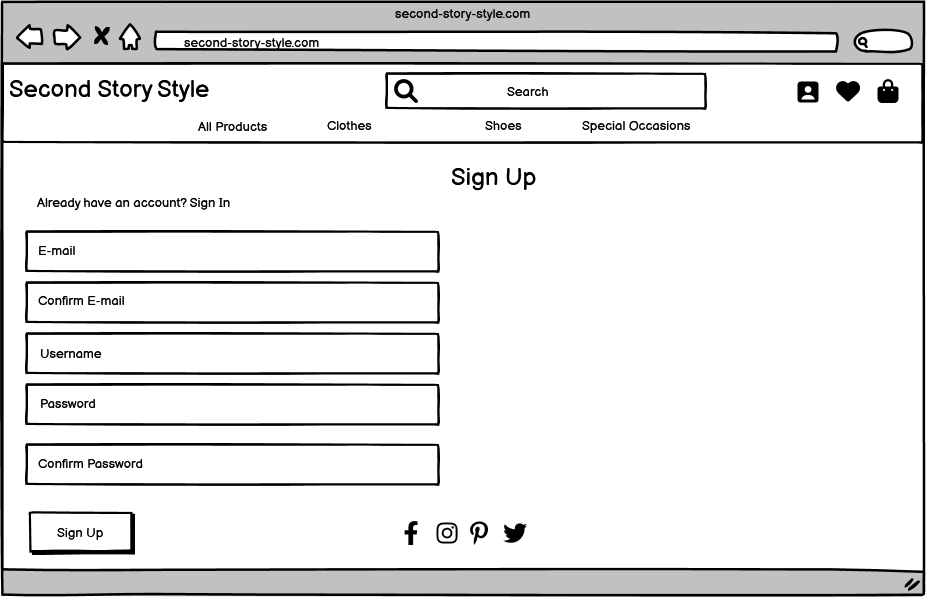 second-story-style.com
second-story-style.com
Second Story Style
Search
All Products Clothes Shoes Special Occasions
Sign Up
Already have an account? Sign In
E-mail
Confirm E-mail
Username
Password
Confirm Password
Sign Up